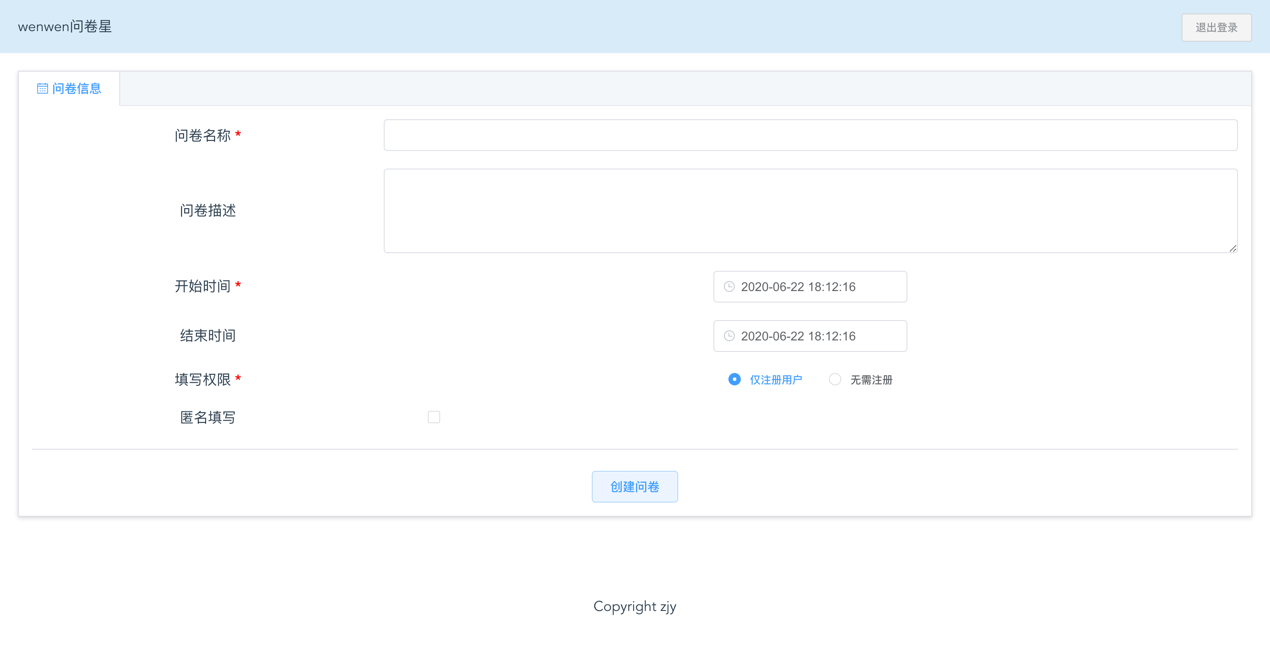 wenwen问卷星
退出登录
问卷信息
问卷名称 *
问卷描述
开始时间 *
2020-06-22 18:12:16
结束时间
2020-06-22 18:12:16
填写权限 *
仅注册用户 无需注册
匿名填写
创建问卷
Copyright zjy